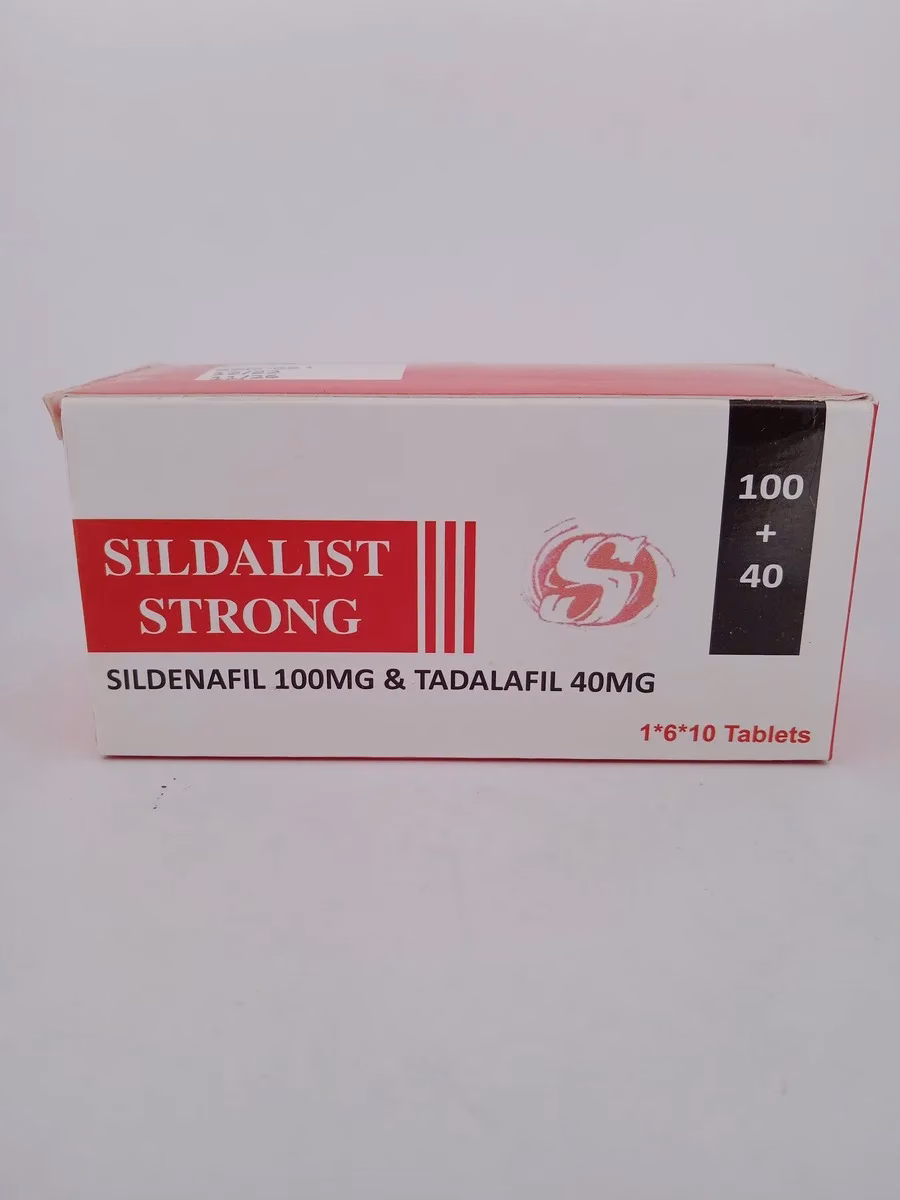 SILDALIST
STRONG
SILDENAFIL 100MG & TADALAFIL 40MG
100
+
40
1*6*10 Tablets